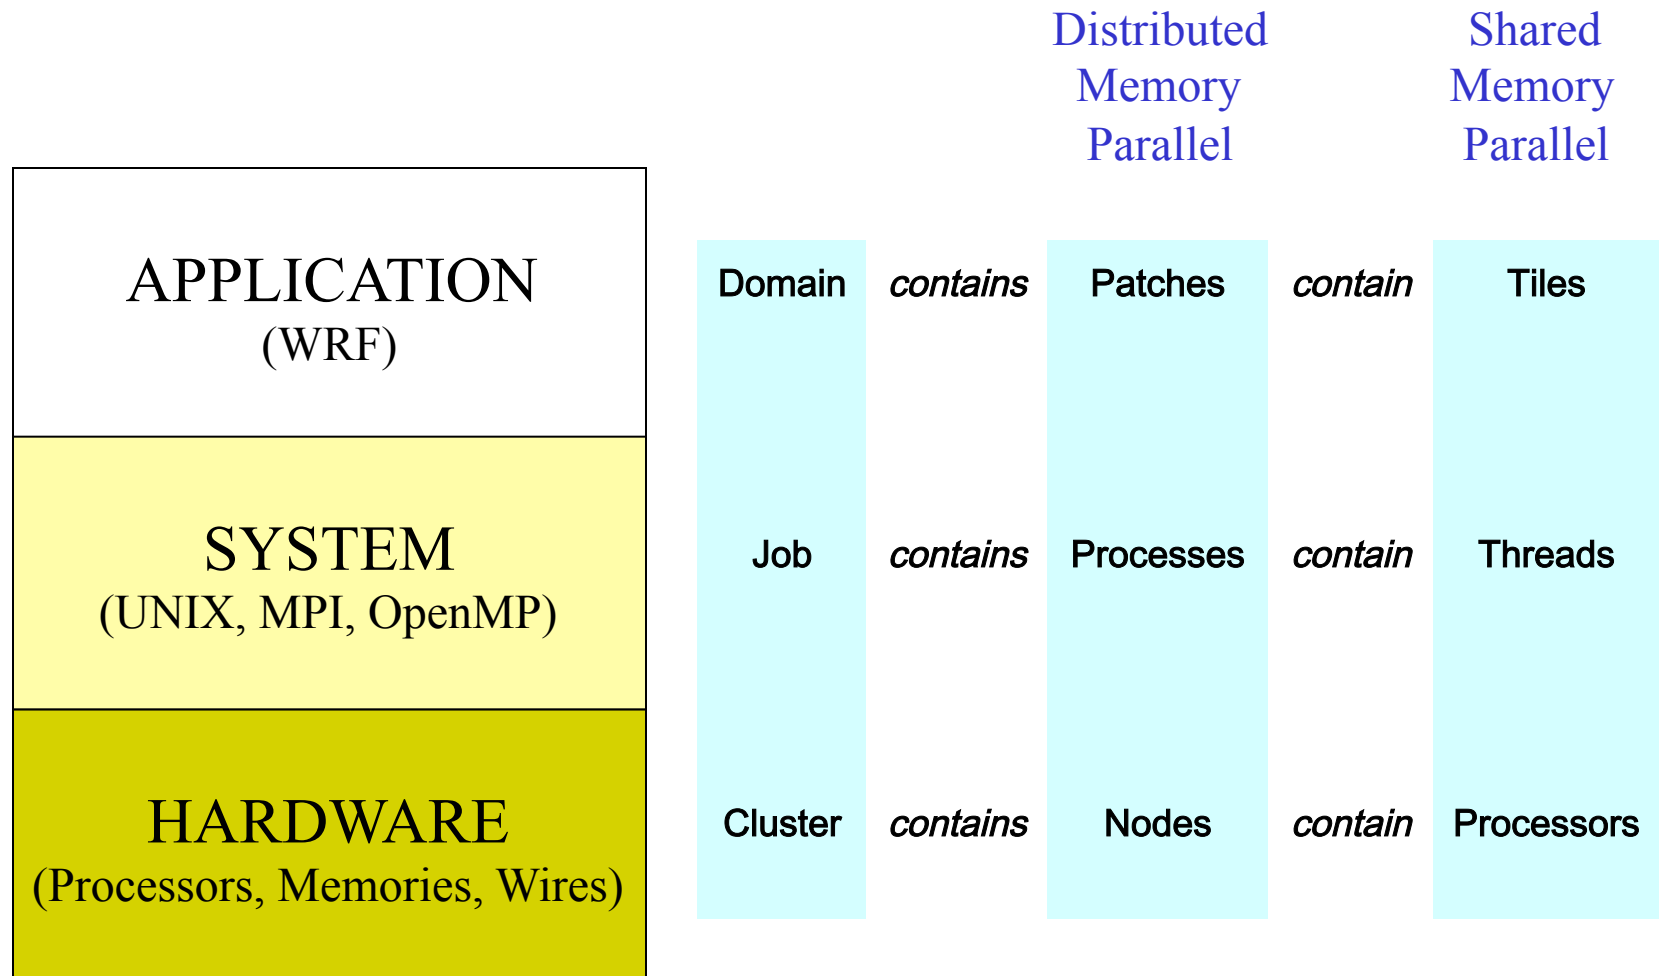 Distributed
Memory
Parallel
Shared
Memory
Parallel
APPLICATION
(WRF)
Domain contains Patches contain Tiles
SYSTEM
(UNIX, MPI, OpenMP)
Job contains Processes contain Threads
HARDWARE
(Processors, Memories, Wires)
Cluster contains Nodes contain Processors